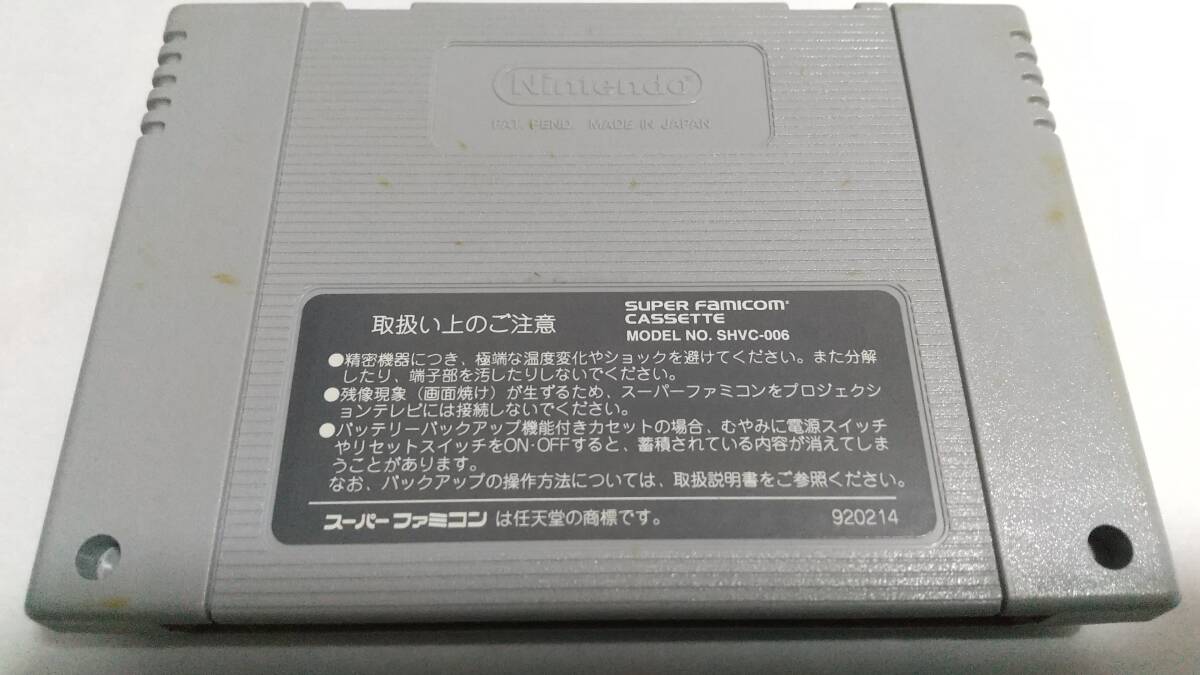 Nintendo®
PAT. PEND. MADE IN JAPAN
取扱い上のご注意
SUPER FAMICOM®
CASSETTE
MODEL NO. SHVC-006
●精密機器につき、極端な温度変化やショックを避けてください。また分解
したり、端子部を汚したりしないでください。
●残像現象（画面焼け）が生ずるため、スーパーファミコンをプロジェクシ
ョンテレビには接続しないでください。
●バッテリーバックアップ機能付きカセットの場合、むやみに電源スイッチ
やリセットスイッチをON・OFFすると、蓄積されている内容が消えてしま
うことがあります。
なお、バックアップの操作方法については、取扱説明書をご参照ください。
スーパーファミコン は任天堂の商標です。
920214